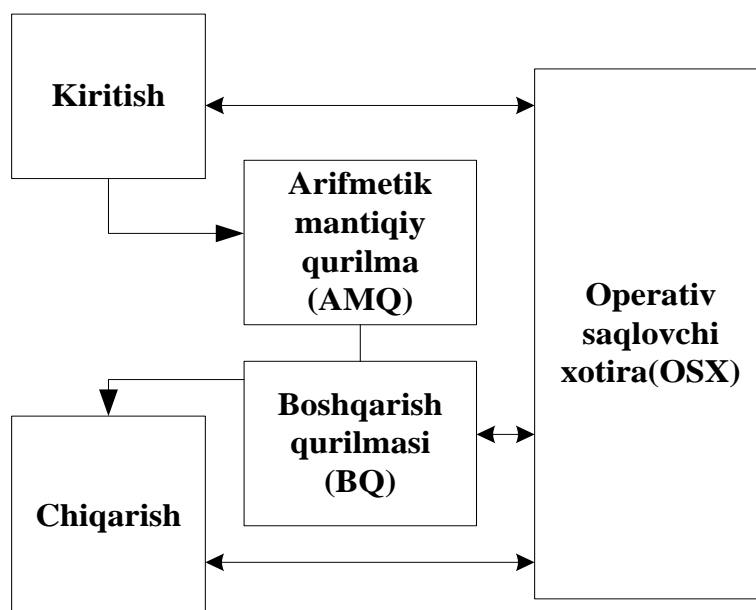 Kiritish
Arifmetik
mantiqiy
qurilma
(AMQ)
Operativ
saqlovchi
xotira(OSX)
Boshqarish
qurilmasi
(BQ)
Chiqarish